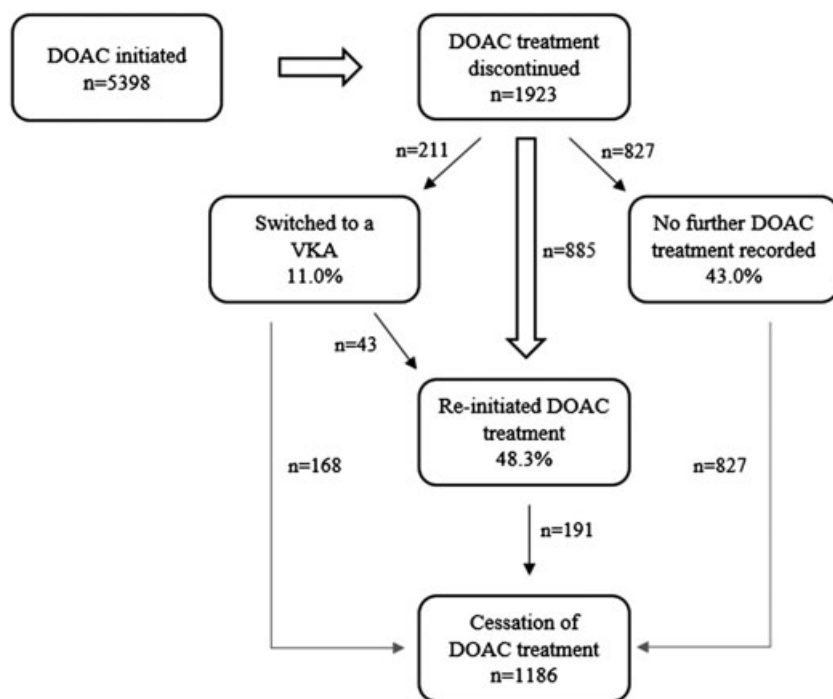 DOAC initiated
n=5398
DOAC treatment
discontinued
n=1923
n=211
n=827
Switched to a
VKA
11.0%
n=885
No further DOAC
treatment recorded
43.0%
n=43
Re-initiated DOAC
treatment
48.3%
n=168
n=827
n=191
Cessation of
DOAC treatment
n=1186